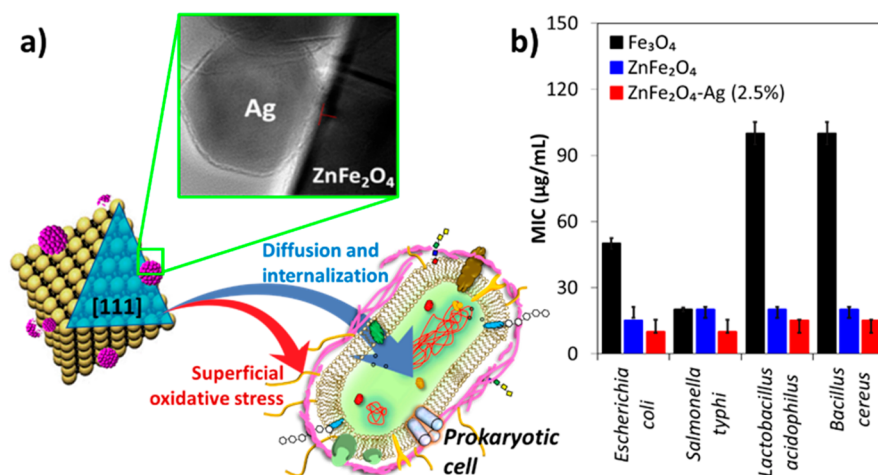 a)
Ag
ZnFe₂O₄
[111]
Diffusion and
internalization
Superficial
oxidative stress
Prokaryotic
cell
b)
Fe₃O₄
ZnFe₂O₄
ZnFe₂O₄-Ag (2.5%)
MIC (µg/mL)
150
120
90
60
30
0
Escherichia
coli
Salmonella
typhi
Lactobacillus
acidophilus
Bacillus
cereus